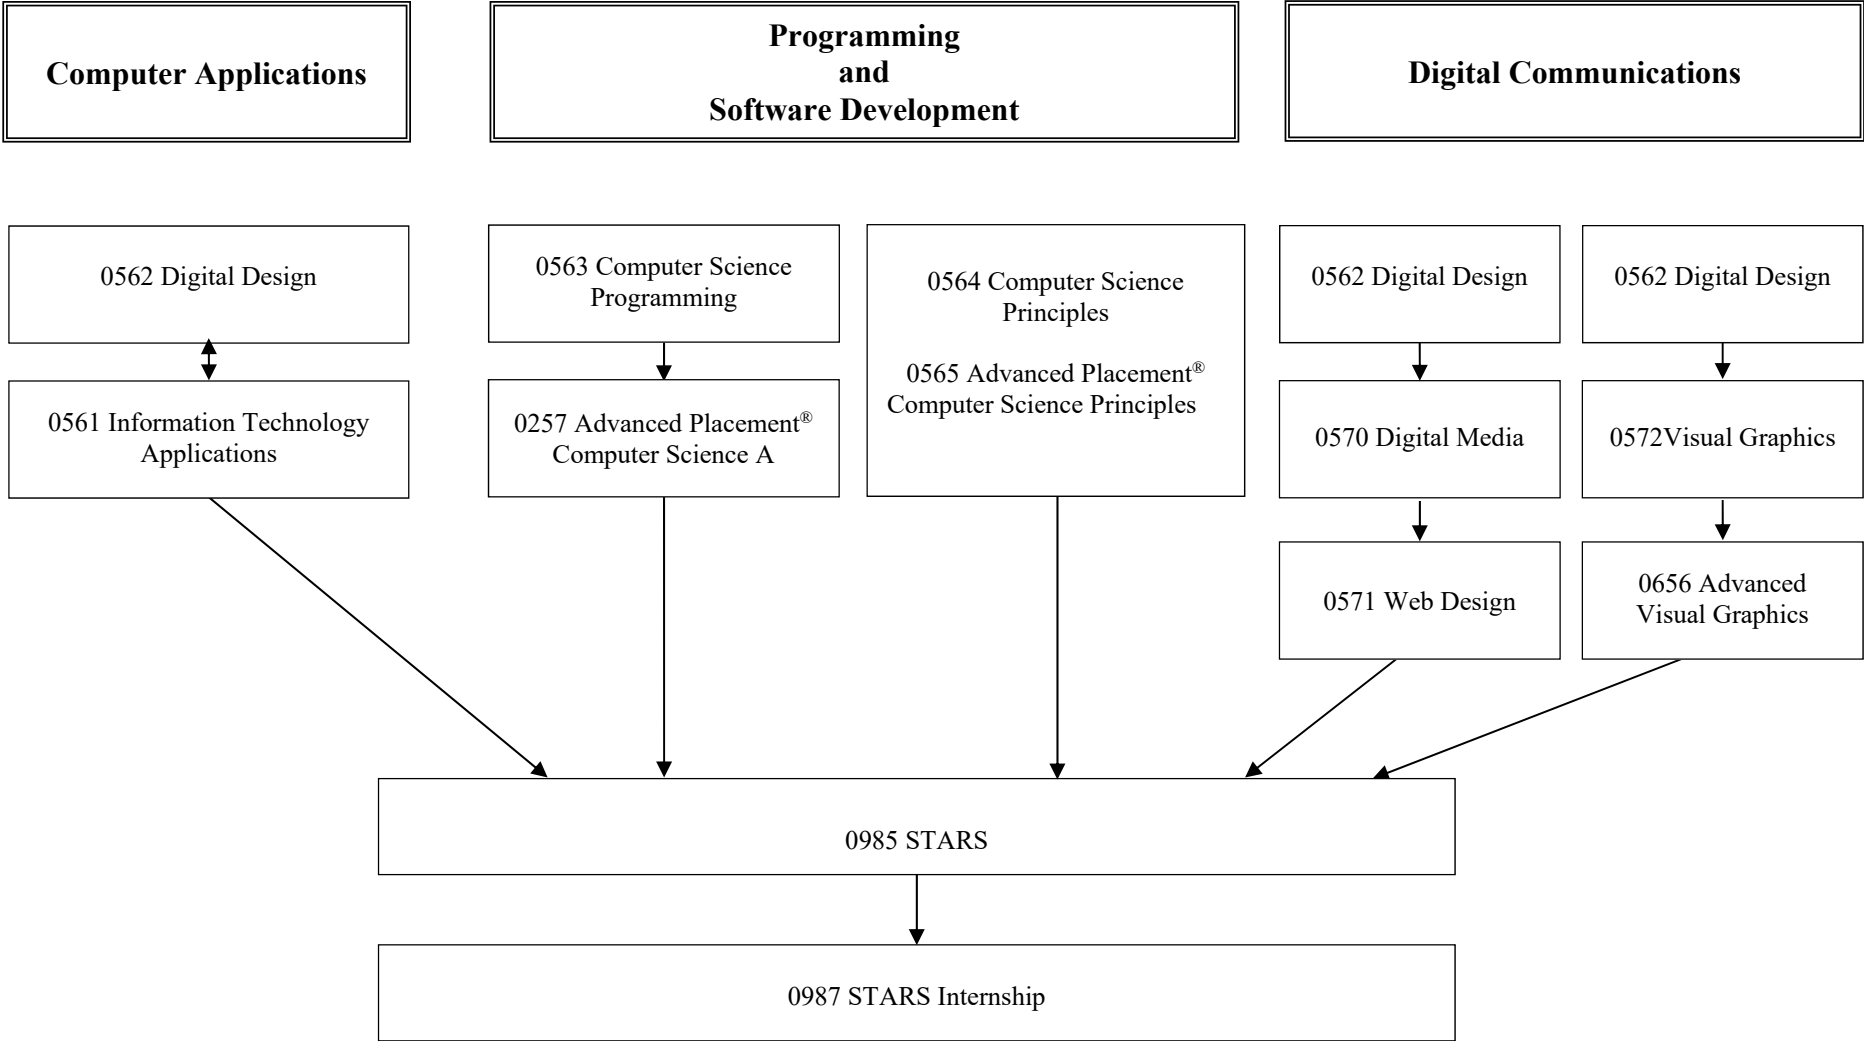 Computer Applications
Programming
and
Software Development
Digital Communications
0562 Digital Design
0561 Information Technology
Applications
0563 Computer Science
Programming
0257 Advanced Placement®
Computer Science A
0564 Computer Science
Principles
0565 Advanced Placement®
Computer Science Principles
0562 Digital Design
0570 Digital Media
0571 Web Design
0562 Digital Design
0572Visual Graphics
0656 Advanced
Visual Graphics
0985 STARS
0987 STARS Internship